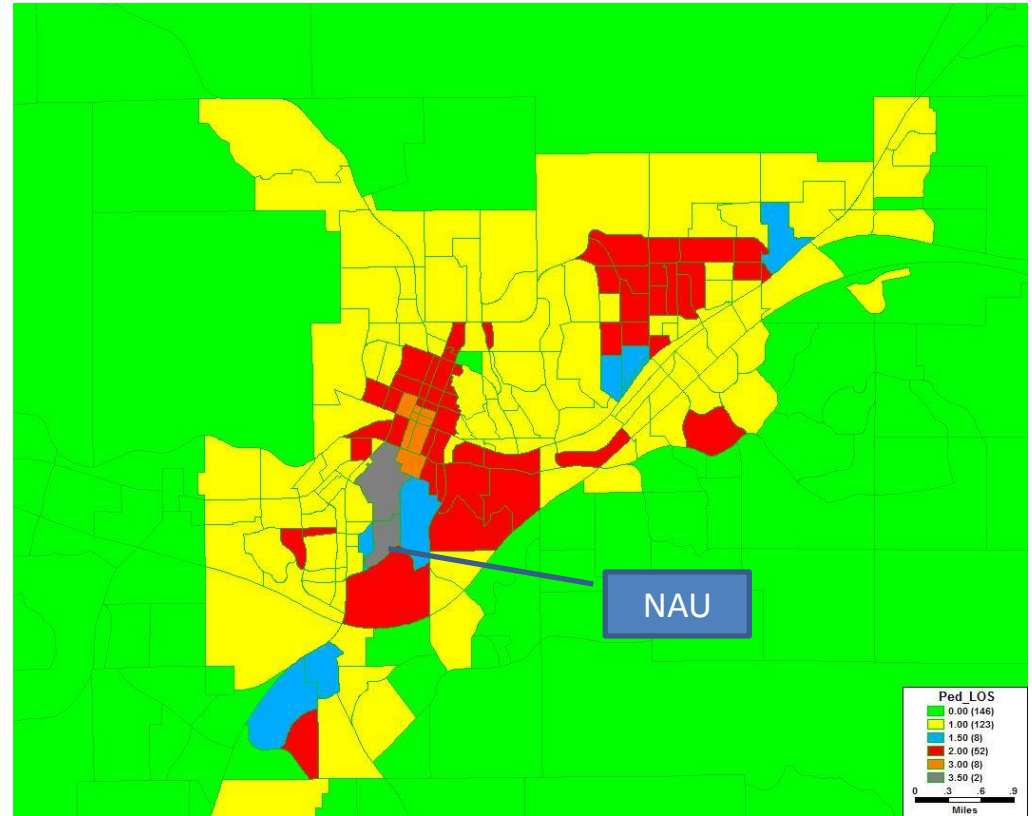 NAU
Ped_LOS
0.00 (146)
1.00 (123)
1.50 (8)
2.00 (52)
3.00 (8)
3.50 (2)
0 .3 .6 .9
Miles